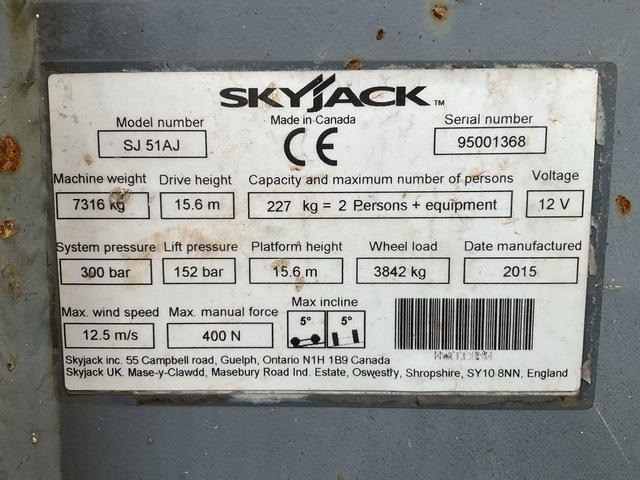 SKYJACK™
Made in Canada
Model number
SJ 51AJ
CE
Serial number
95001368
Machine weight Drive height Capacity and maximum number of persons Voltage
7316 kg 15.6 m 227 kg = 2 Persons + equipment 12 V
System pressure Lift pressure Platform height Wheel load Date manufactured
300 bar 152 bar 15.6 m 3842 kg 2015
Max. wind speed Max. manual force Max incline
12.5 m/s 400 N 5° 5°
Skyjack inc. 55 Campbell road, Guelph, Ontario N1H 1B9 Canada
Skyjack UK. Mase-y-Clawdd, Masebury Road Ind. Estate, Oswestly, Shropshire, SY10 8NN, England